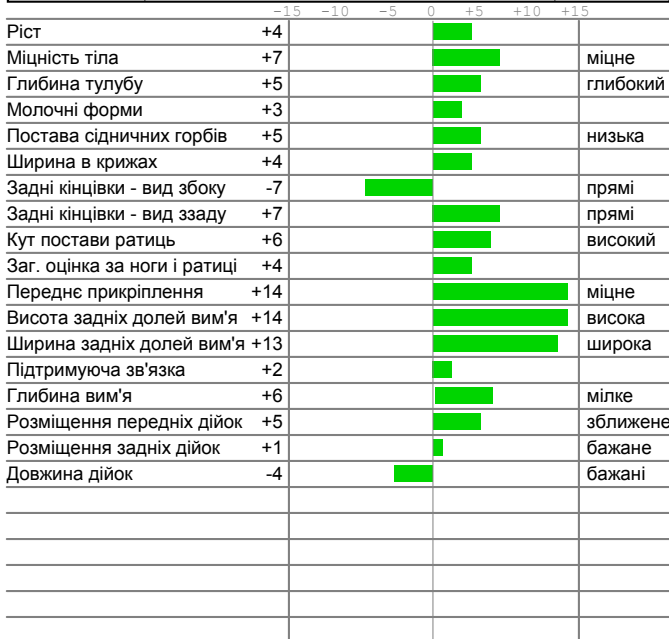 -15 -10 -5 0 +5 +10 +15
Ріст +4
Міцність тіла +7 міцне
Глибина тулубу +5 глибокий
Молочні форми +3
Постава сідничних горбів +5 низька
Ширина в крижах +4
Задні кінцівки - вид збоку -7 прямі
Задні кінцівки - вид ззаду +7 прямі
Кут постави ратиць +6 високий
Заг. оцінка за ноги і ратиці +4
Переднє прикріплення +14 міцне
Висота задніх долей вим'я +14 висока
Ширина задніх долей вим'я +13 широка
Підтримуюча зв'язка +2
Глибина вим'я +6 мілке
Розміщення передніх дійок +5 зближене
Розміщення задніх дійок +1 бажане
Довжина дійок -4 бажані